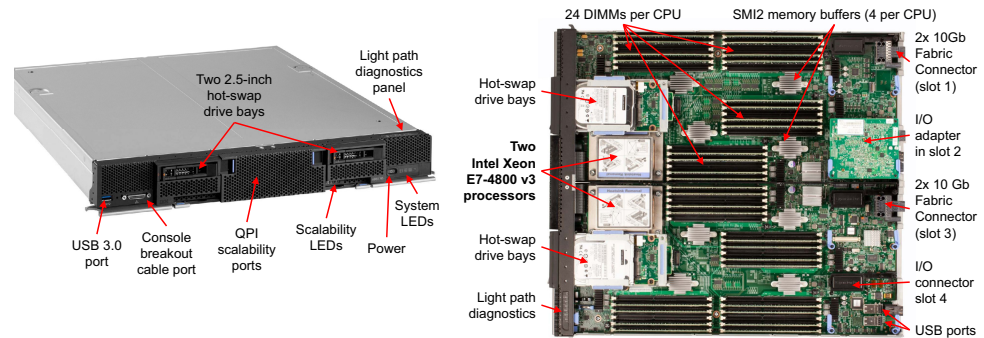 Light path
diagnostics
panel
Two 2.5-inch
hot-swap
drive bays
USB 3.0
port
Console
breakout
cable port
QPI
scalability
ports
Scalability
LEDs
Power
System
LEDs
24 DIMMs per CPU
SMI2 memory buffers (4 per CPU)
Hot-swap
drive bays
Two
Intel Xeon
E7-4800 v3
processors
Hot-swap
drive bays
Light path
diagnostics
2x 10Gb
Fabric
Connector
(slot 1)
I/O
adapter
in slot 2
2x 10 Gb
Fabric
Connector
(slot 3)
I/O
connector
slot 4
USB ports